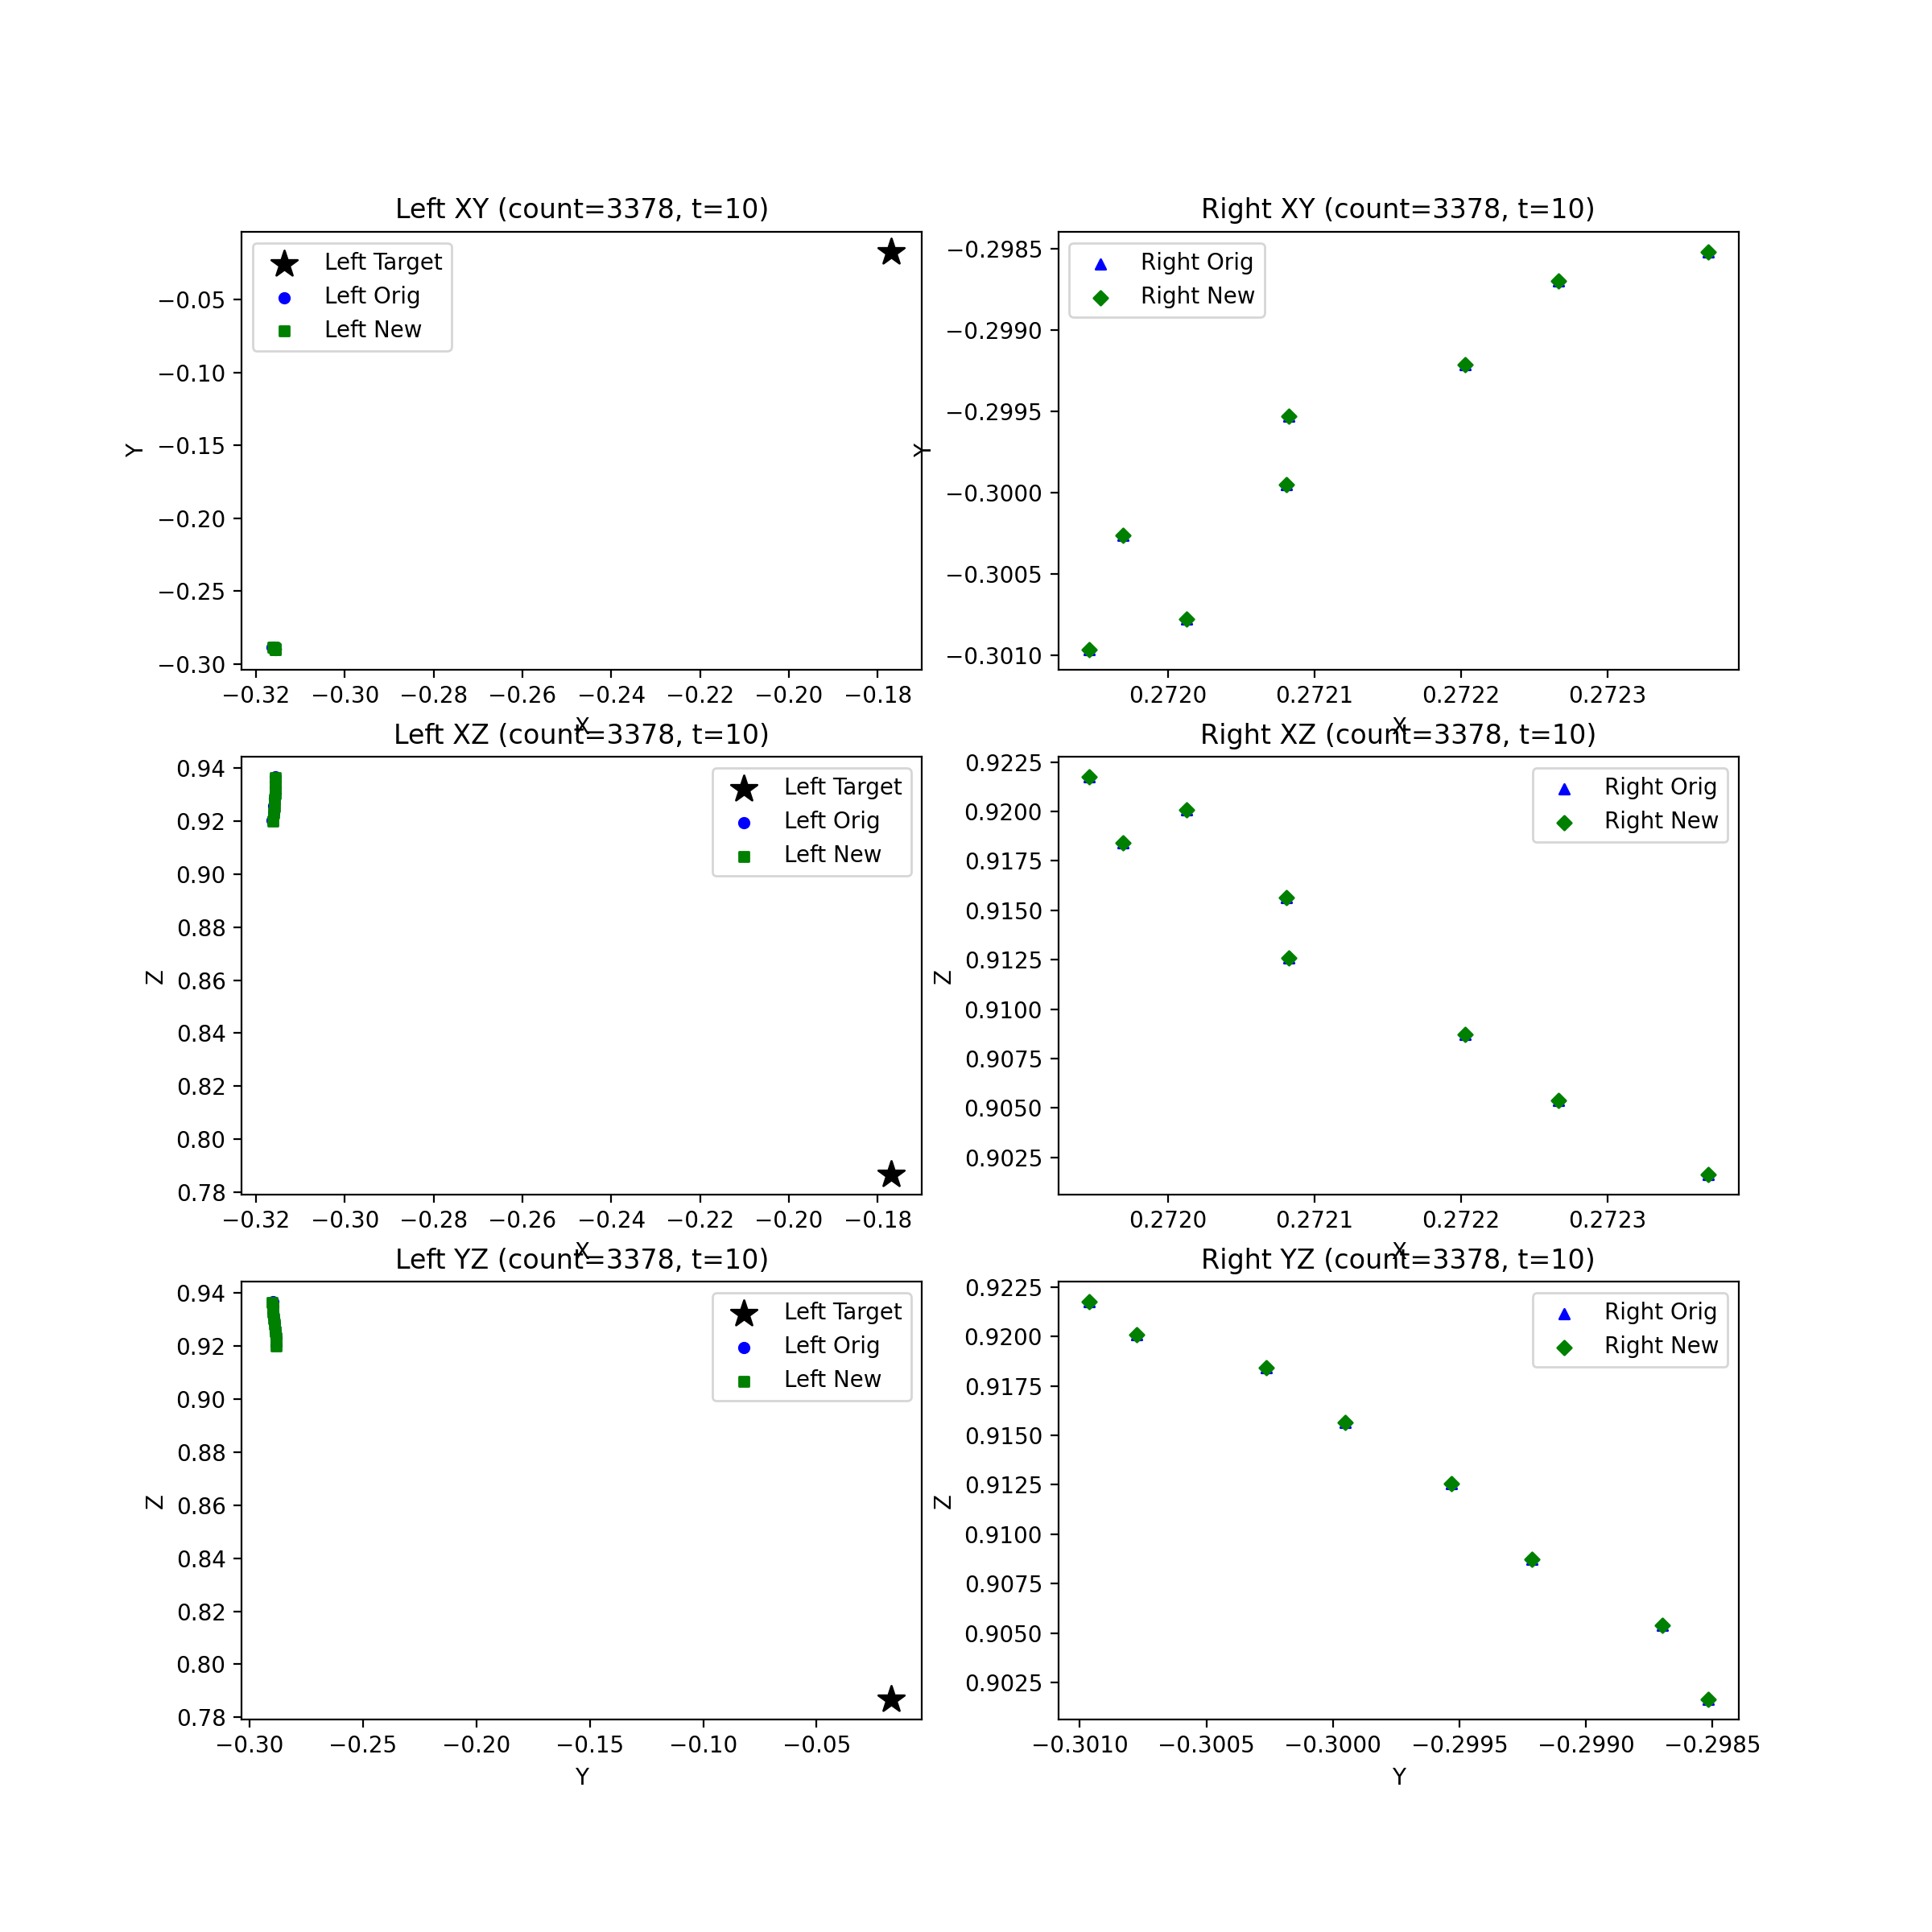 Left XY (count=3378, t=10)
Left Target
Left Orig
Left New
Y
−0.05
−0.10
−0.15
−0.20
−0.25
−0.30
−0.32
−0.30
−0.28
−0.26
−0.24
−0.22
−0.20
−0.18
X
Right XY (count=3378, t=10)
Right Orig
Right New
Y
−0.2985
−0.2990
−0.2995
−0.3000
−0.3005
−0.3010
0.2720
0.2721
0.2722
0.2723
X
Left XZ (count=3378, t=10)
Left Target
Left Orig
Left New
Z
0.94
0.92
0.90
0.88
0.86
0.84
0.82
0.80
0.78
−0.32
−0.30
−0.28
−0.26
−0.24
−0.22
−0.20
−0.18
X
Right XZ (count=3378, t=10)
Right Orig
Right New
Z
0.9225
0.9200
0.9175
0.9150
0.9125
0.9100
0.9075
0.9050
0.9025
0.2720
0.2721
0.2722
0.2723
X
Left YZ (count=3378, t=10)
Left Target
Left Orig
Left New
Z
0.94
0.92
0.90
0.88
0.86
0.84
0.82
0.80
0.78
−0.30
−0.25
−0.20
−0.15
−0.10
−0.05
Y
Right YZ (count=3378, t=10)
Right Orig
Right New
Z
0.9225
0.9200
0.9175
0.9150
0.9125
0.9100
0.9075
0.9050
0.9025
−0.3010
−0.3005
−0.3000
−0.2995
−0.2990
−0.2985
Y